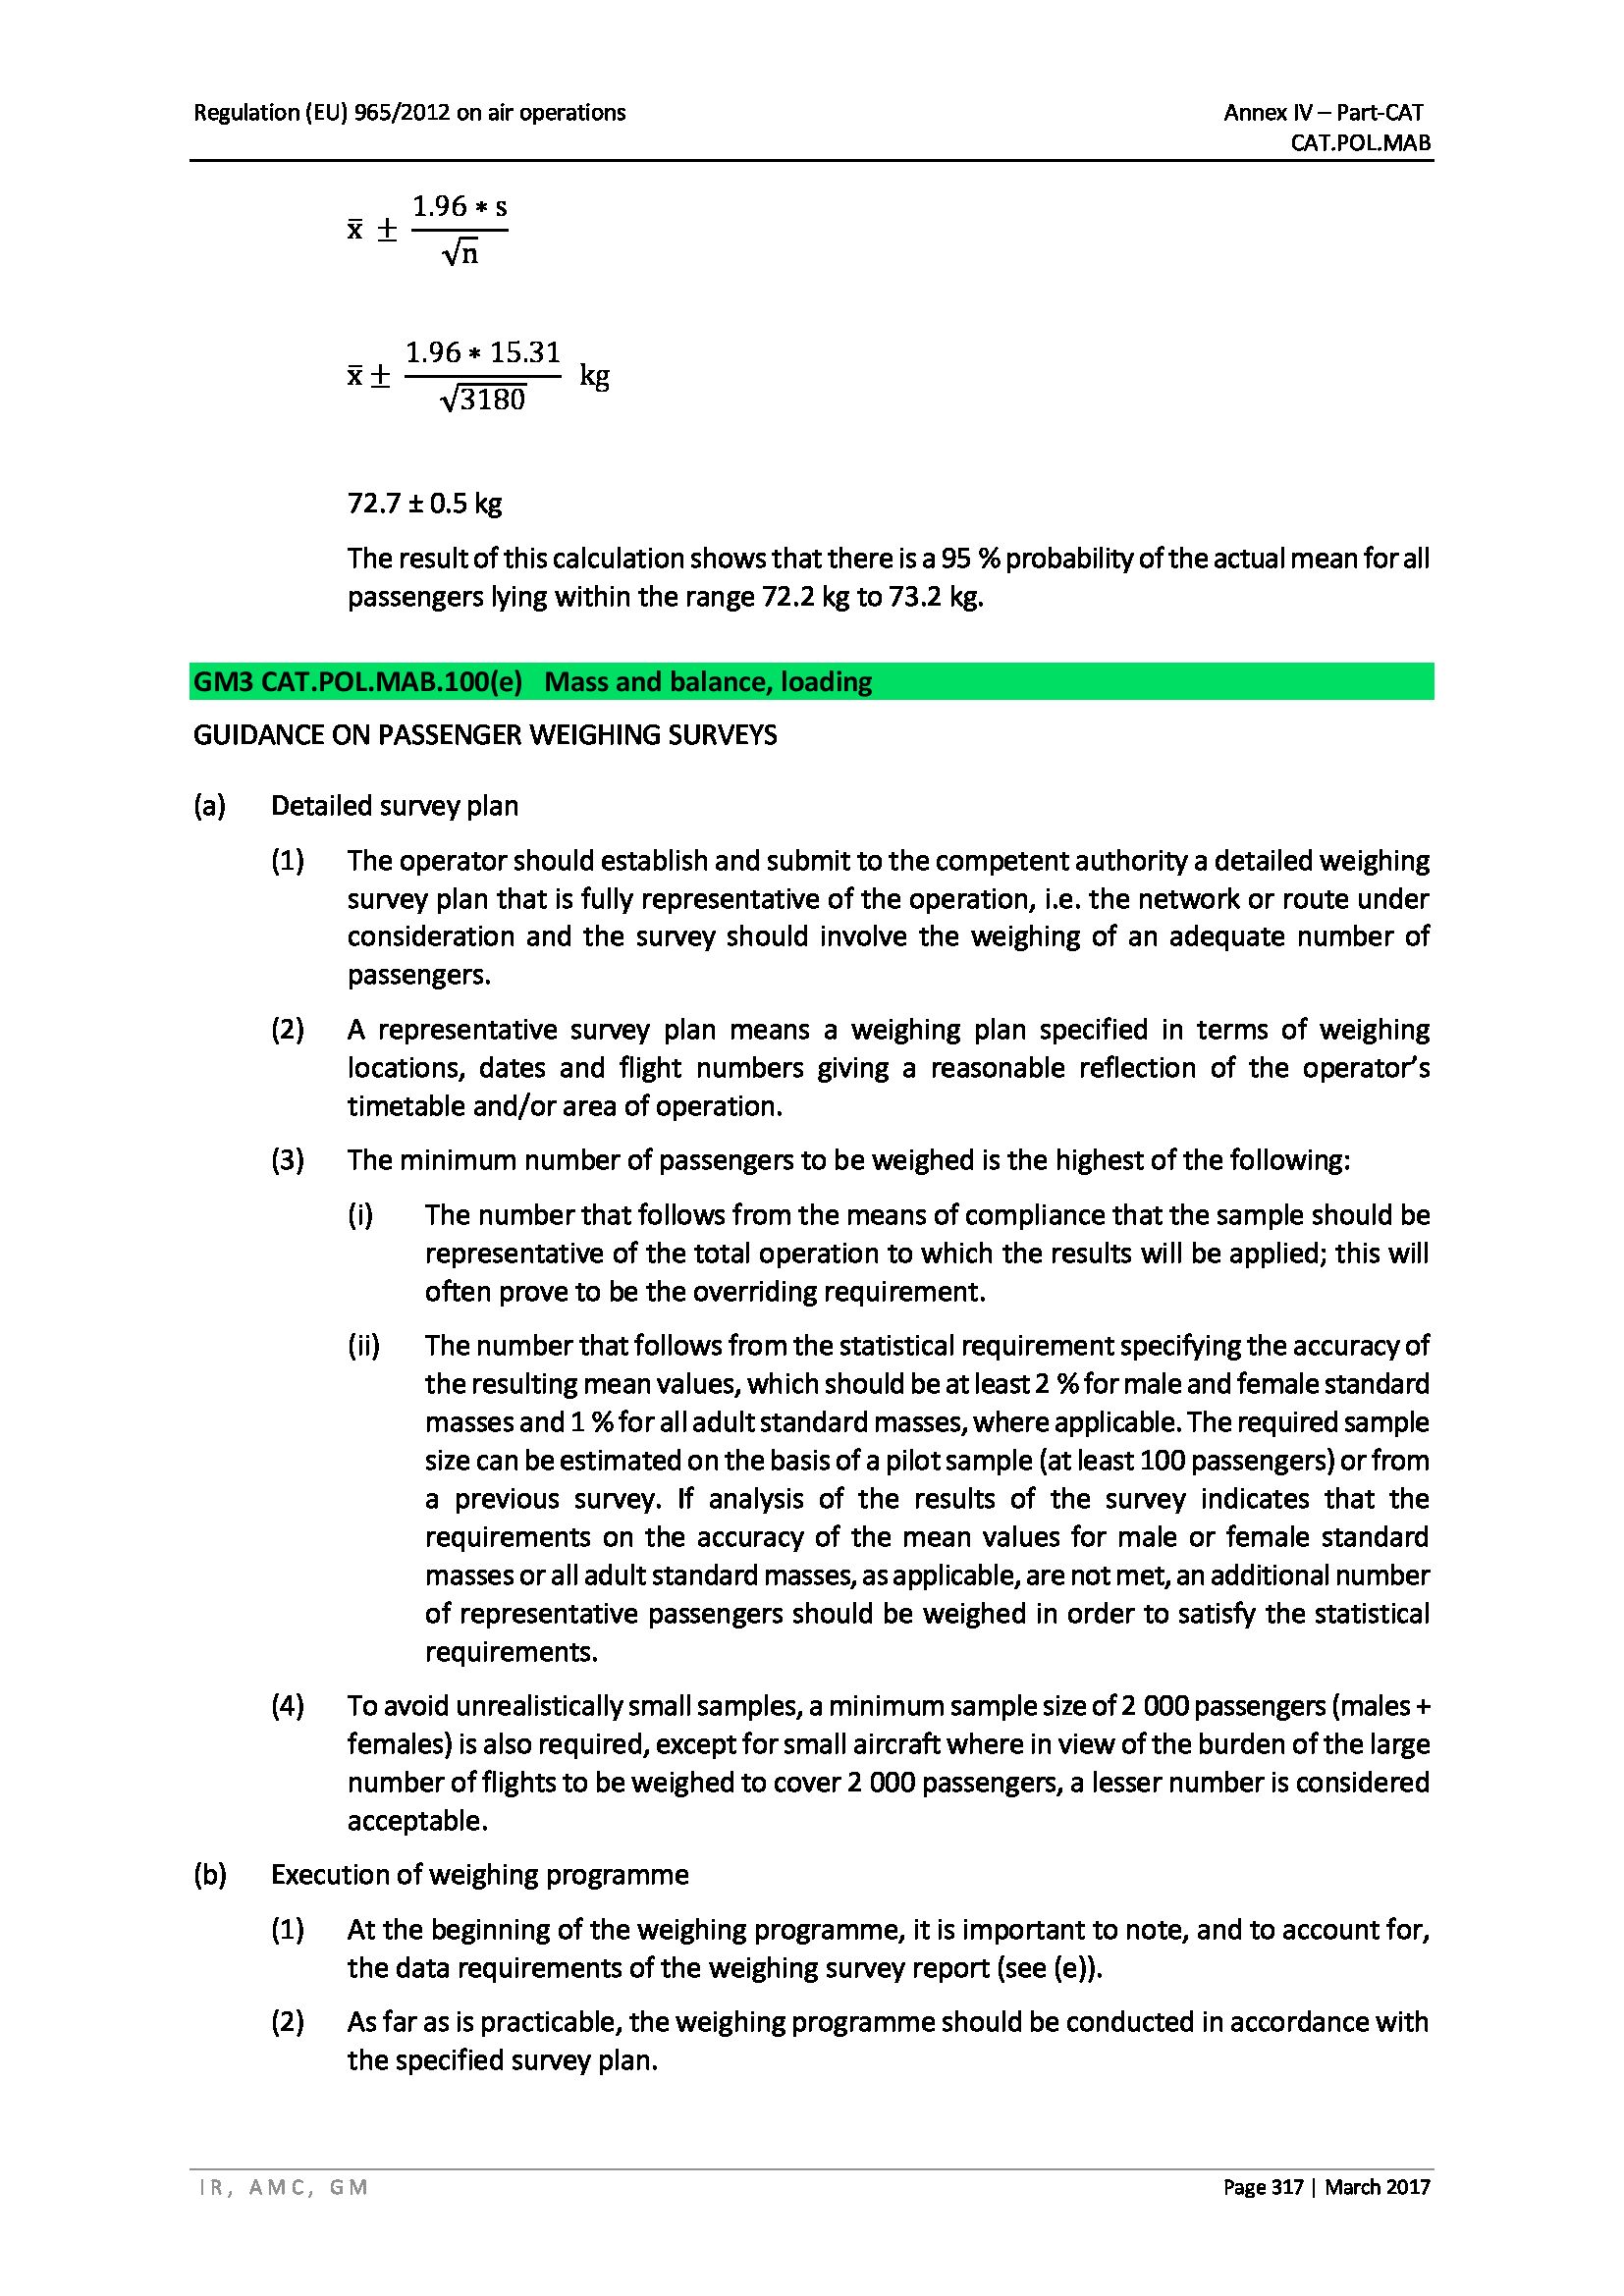 Regulation (EU) 965/2012 on air operations
Annex IV – Part-CAT
CAT.POL.MAB
x̄ ± 1.96 * s / √n
x̄ ± 1.96 * 15.31 / √3180 kg
72.7 ± 0.5 kg
The result of this calculation shows that there is a 95 % probability of the actual mean for all
passengers lying within the range 72.2 kg to 73.2 kg.
GM3 CAT.POL.MAB.100(e) Mass and balance, loading
GUIDANCE ON PASSENGER WEIGHING SURVEYS
(a) Detailed survey plan
(1) The operator should establish and submit to the competent authority a detailed weighing
survey plan that is fully representative of the operation, i.e. the network or route under
consideration and the survey should involve the weighing of an adequate number of
passengers.
(2) A representative survey plan means a weighing plan specified in terms of weighing
locations, dates and flight numbers giving a reasonable reflection of the operator’s
timetable and/or area of operation.
(3) The minimum number of passengers to be weighed is the highest of the following:
(i) The number that follows from the means of compliance that the sample should be
representative of the total operation to which the results will be applied; this will
often prove to be the overriding requirement.
(ii) The number that follows from the statistical requirement specifying the accuracy of
the resulting mean values, which should be at least 2 % for male and female standard
masses and 1 % for all adult standard masses, where applicable. The required sample
size can be estimated on the basis of a pilot sample (at least 100 passengers) or from
a previous survey. If analysis of the results of the survey indicates that the
requirements on the accuracy of the mean values for male or female standard
masses or all adult standard masses, as applicable, are not met, an additional number
of representative passengers should be weighed in order to satisfy the statistical
requirements.
(4) To avoid unrealistically small samples, a minimum sample size of 2 000 passengers (males +
females) is also required, except for small aircraft where in view of the burden of the large
number of flights to be weighed to cover 2 000 passengers, a lesser number is considered
acceptable.
(b) Execution of weighing programme
(1) At the beginning of the weighing programme, it is important to note, and to account for,
the data requirements of the weighing survey report (see (e)).
(2) As far as is practicable, the weighing programme should be conducted in accordance with
the specified survey plan.
IR, AMC, GM
Page 317 | March 2017